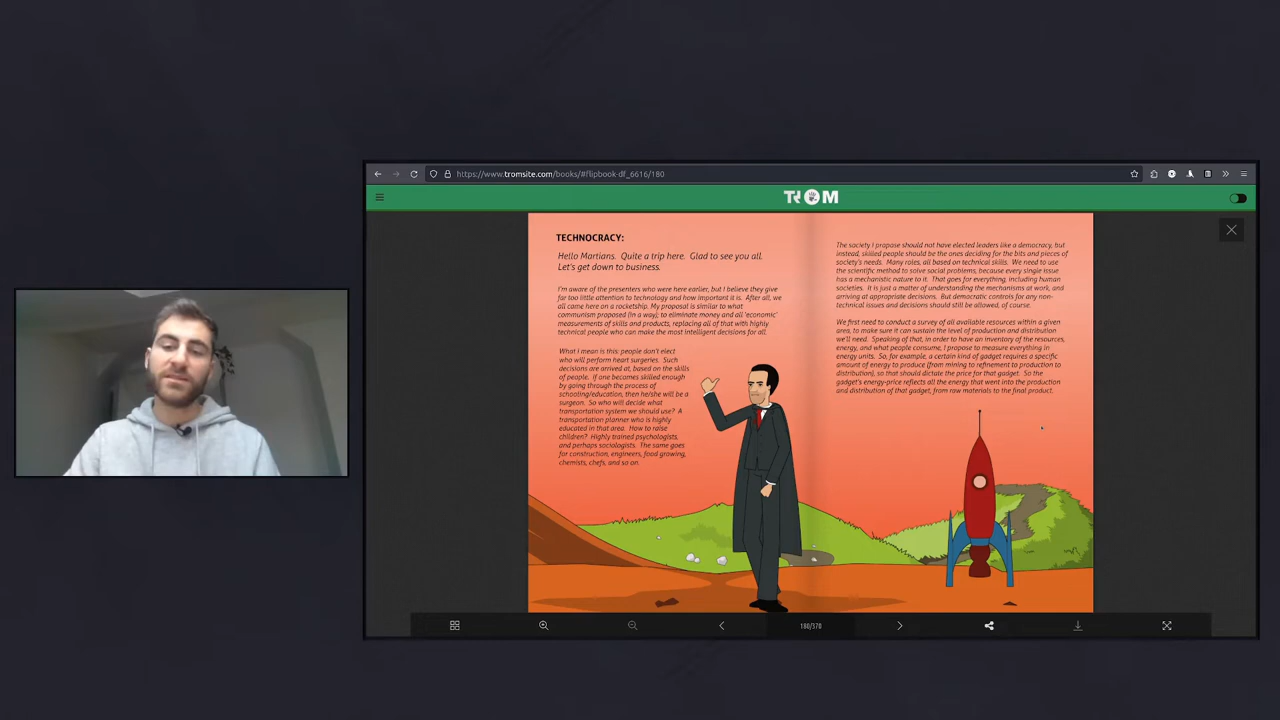 https://www.tromsite.com/books/#flipbook-df_6616/180
TROM
TECHNOCRACY:
Hello Martians. Quite a trip here. Glad to see you all.
Let's get down to business.
I'm aware of the presenters who were here earlier, but I believe they give
far too little attention to technology and how important it is. After all, we
all came here on a rocketship. My proposal is similar to what
communism proposed (in a way); to eliminate money and all 'economic'
measurements of skills and products, replacing all of that with highly
technical people who can make the most intelligent decisions for all.
What I mean is this: people don't elect
who will perform heart surgeries. Such
decisions are arrived at, based on the skills
of people. If one becomes skilled enough
by going through the process of
schooling/education, then he/she will be a
surgeon. So who will decide what
transportation system we should use? A
transportation planner who is highly
educated in that area. How to raise
children? Highly trained psychologists,
and perhaps sociologists. The same goes
for construction, engineers, food growing,
chemists, chefs, and so on.
The society I propose should not have elected leaders like a democracy, but
instead, skilled people should be the ones deciding for the bits and pieces of
society's needs. Many roles, all based on technical skills. We need to use
the scientific method to solve social problems, because every single issue
has a mechanistic nature to it. That goes for everything, including human
societies. It is just a matter of understanding the mechanisms at work, and
arriving at appropriate decisions. But democratic controls for any non-
technical issues and decisions should still be allowed, of course.
We first need to conduct a survey of all available resources within a given
area, to make sure it can sustain the level of production and distribution
we'll need. Speaking of that, in order to have an inventory of the resources,
energy, and what people consume, I propose to measure everything in
energy units. So, for example, a certain kind of gadget requires a specific
amount of energy to produce (from mining to refinement to production to
distribution), so that should dictate the price for that gadget. So the
gadget's energy-price reflects all the energy that went into the production
and distribution of that gadget, from raw materials to the final product.
180/370